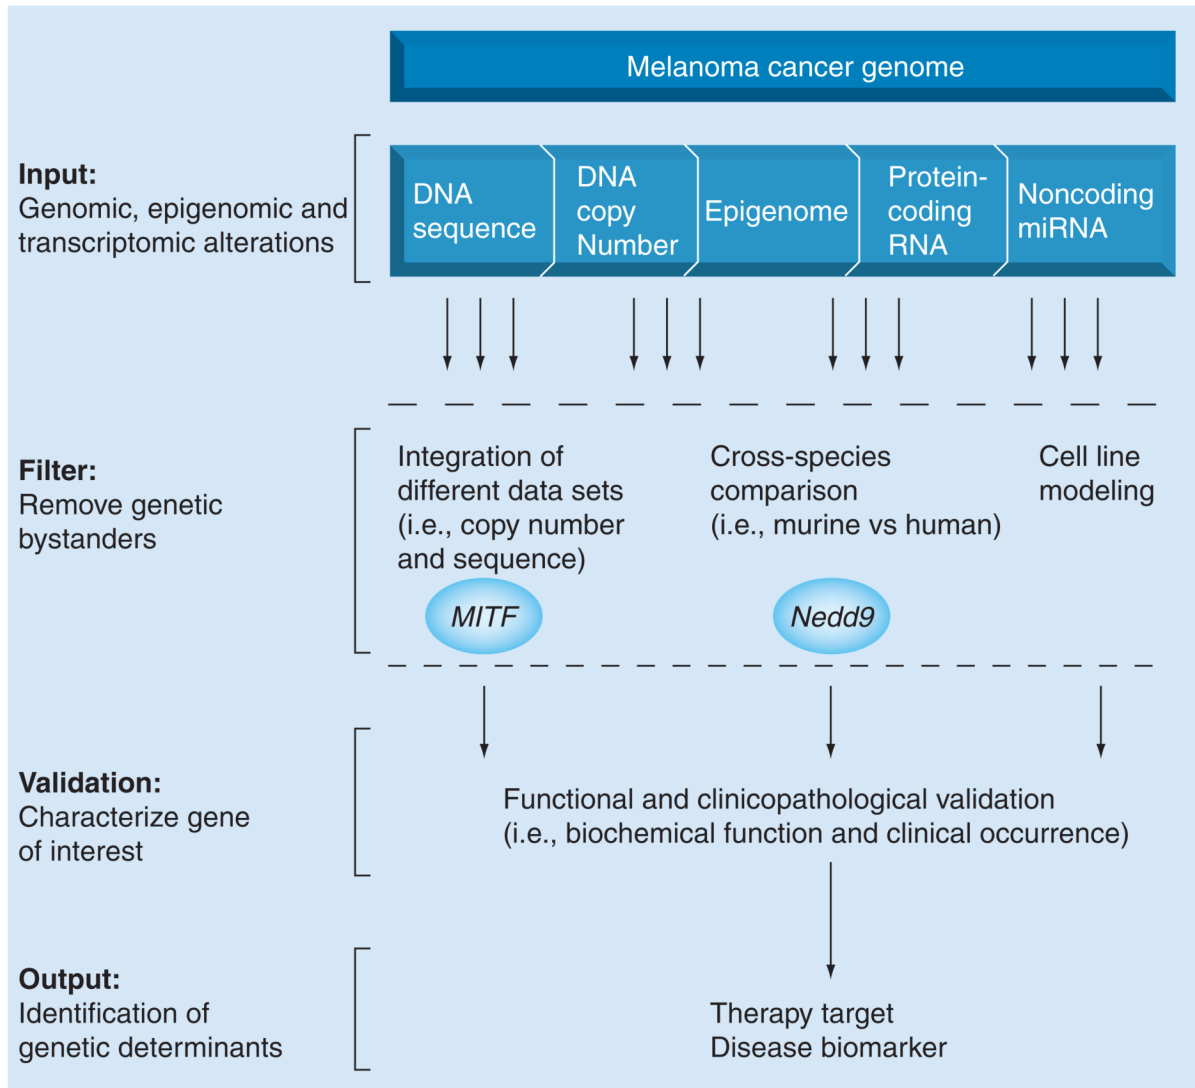 Melanoma cancer genome
Input:
Genomic, epigenomic and
transcriptomic alterations
DNA
sequence
DNA
copy
Number
Epigenome
Protein-
coding
RNA
Noncoding
miRNA
Filter:
Remove genetic
bystanders
Integration of
different data sets
(i.e., copy number
and sequence)
MITF
Cross-species
comparison
(i.e., murine vs human)
Nedd9
Cell line
modeling
Validation:
Characterize gene
of interest
Functional and clinicopathological validation
(i.e., biochemical function and clinical occurrence)
Output:
Identification of
genetic determinants
Therapy target
Disease biomarker